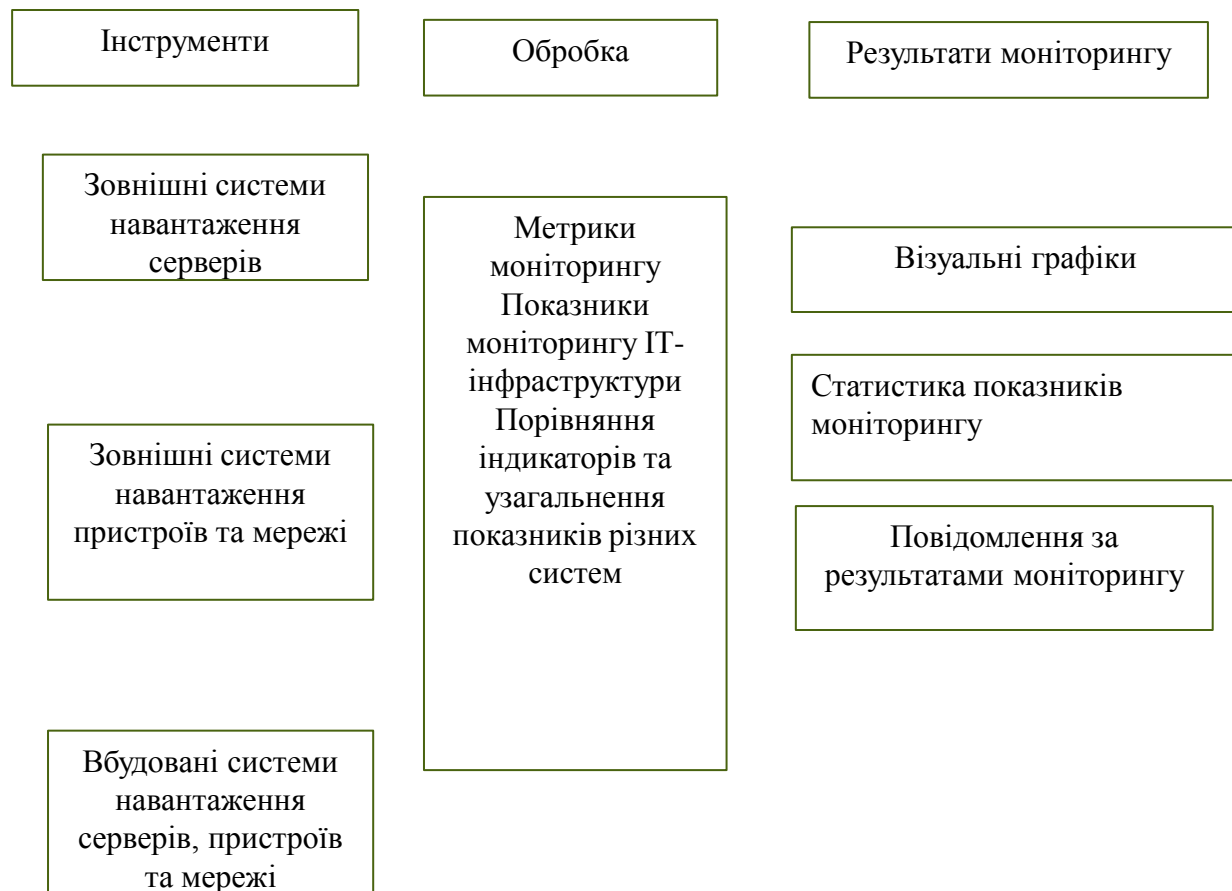 Інструменти
Обробка
Результати моніторингу
Зовнішні системи
навантаження
серверів
Зовнішні системи
навантаження
пристроїв та мережі
Вбудовані системи
навантаження
серверів, пристроїв
та мережі
Метрики
моніторингу
Показники
моніторингу ІТ-
інфраструктури
Порівняння
індикаторів та
узагальнення
показників різних
систем
Візуальні графіки
Статистика показників
моніторингу
Повідомлення за
результатами моніторингу